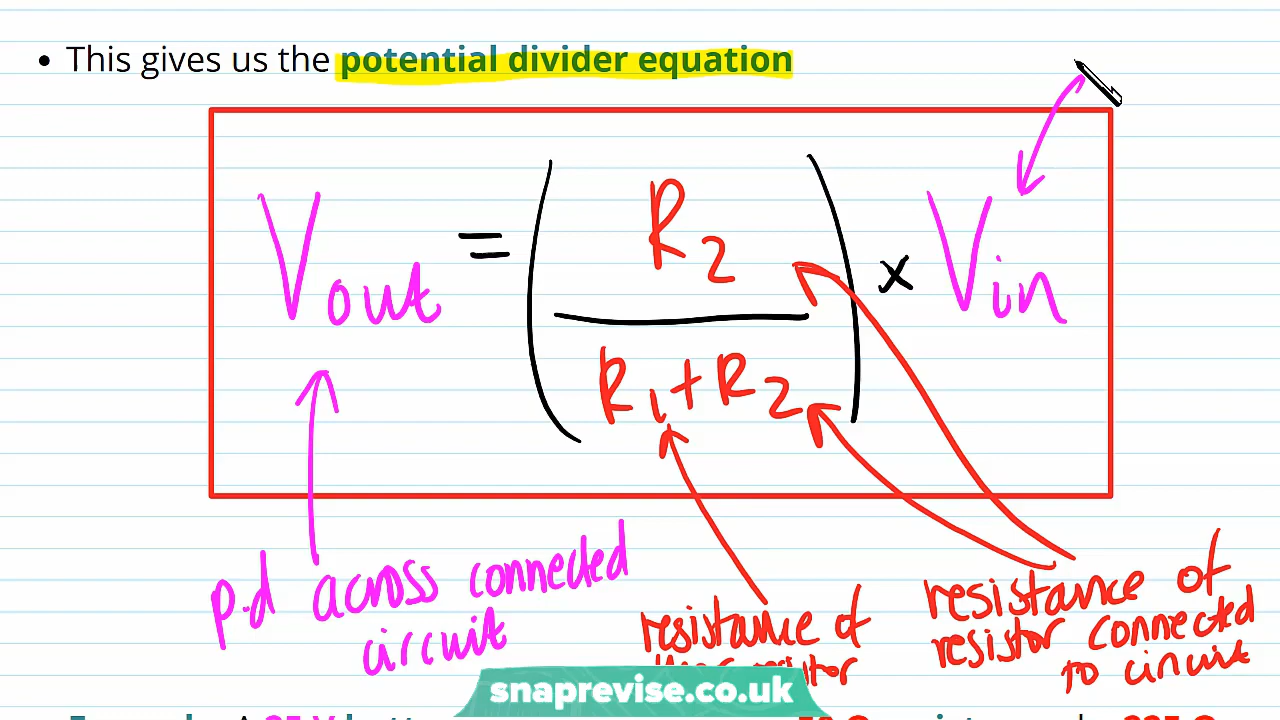 • This gives us the potential divider equation
Vout = (R2 / R1 + R2) × Vin
p.d across connected
circuit
resistance of
resistance of
resistor connected
to circuit
snaprevise.co.uk